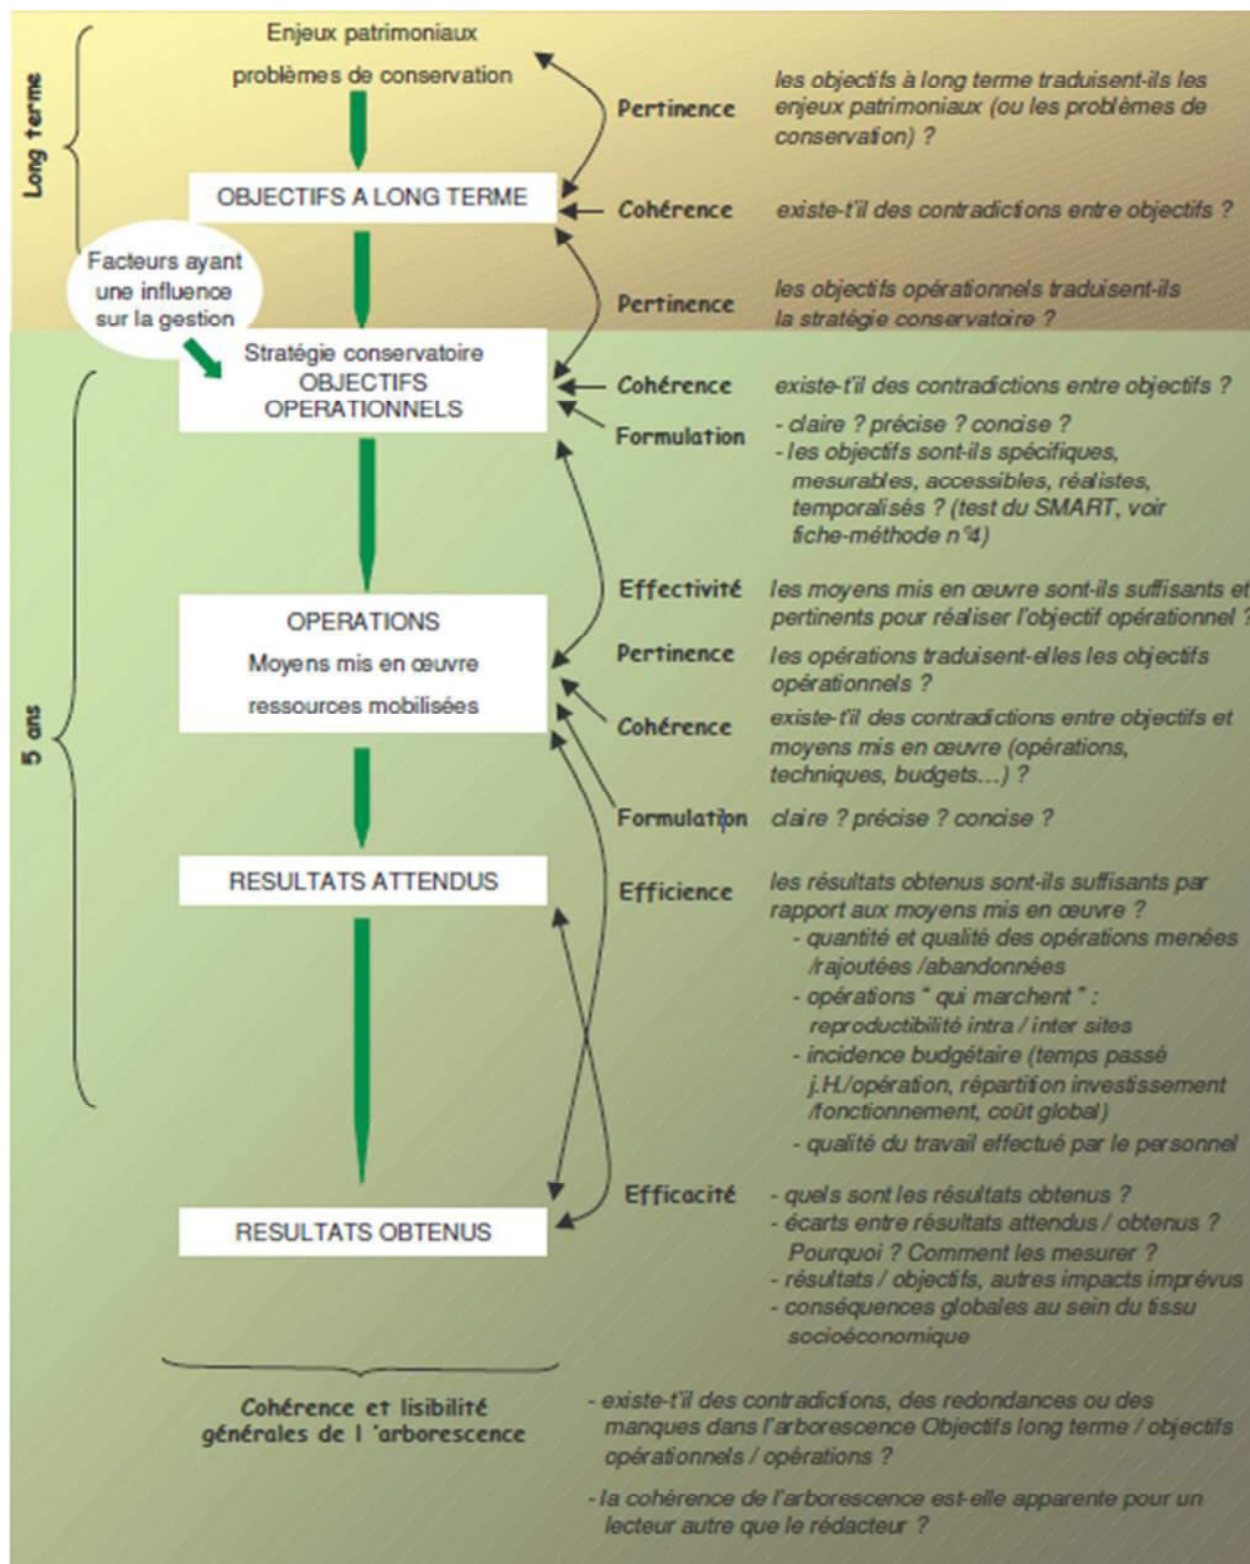 Long terme
Enjeux patrimoniaux
problèmes de conservation
Pertinence
les objectifs à long terme traduisent-ils les
enjeux patrimoniaux (ou les problèmes de
conservation) ?
OBJECTIFS A LONG TERME
Cohérence
existe-t'il des contradictions entre objectifs ?
Facteurs ayant
une influence
sur la gestion
Pertinence
les objectifs opérationnels traduisent-ils
la stratégie conservatoire ?
5 ans
Stratégie conservatoire
OBJECTIFS
OPERATIONNELS
Cohérence
existe-t'il des contradictions entre objectifs ?
Formulation
- claire ? précise ? concise ?
- les objectifs sont-ils spécifiques,
mesurables, accessibles, réalistes,
temporalisés ? (test du SMART, voir
fiche-méthode n°4)
Effectivité
les moyens mis en œuvre sont-ils suffisants et
pertinents pour réaliser l'objectif opérationnel ?
OPERATIONS
Moyens mis en œuvre
ressources mobilisées
Pertinence
les opérations traduisent-elles les objectifs
opérationnels ?
Cohérence
existe-t'il des contradictions entre objectifs et
moyens mis en œuvre (opérations,
techniques, budgets...) ?
Formulation
claire ? précise ? concise ?
RESULTATS ATTENDUS
Efficience
les résultats obtenus sont-ils suffisants par
rapport aux moyens mis en œuvre ?
- quantité et qualité des opérations menées
/rajoutées /abandonnées
- opérations " qui marchent " :
reproductibilité intra / inter sites
- incidence budgétaire (temps passé
j.H./opération, répartition investissement
/fonctionnement, coût global)
- qualité du travail effectué par le personnel
RESULTATS OBTENUS
Efficacité
- quels sont les résultats obtenus ?
- écarts entre résultats attendus / obtenus ?
Pourquoi ? Comment les mesurer ?
- résultats / objectifs, autres impacts imprévus
- conséquences globales au sein du tissu
socioéconomique
Cohérence et lisibilité
générales de l 'arborescence
- existe-t'il des contradictions, des redondances ou des
manques dans l'arborescence Objectifs long terme / objectifs
opérationnels / opérations ?
- la cohérence de l'arborescence est-elle apparente pour un
lecteur autre que le rédacteur ?